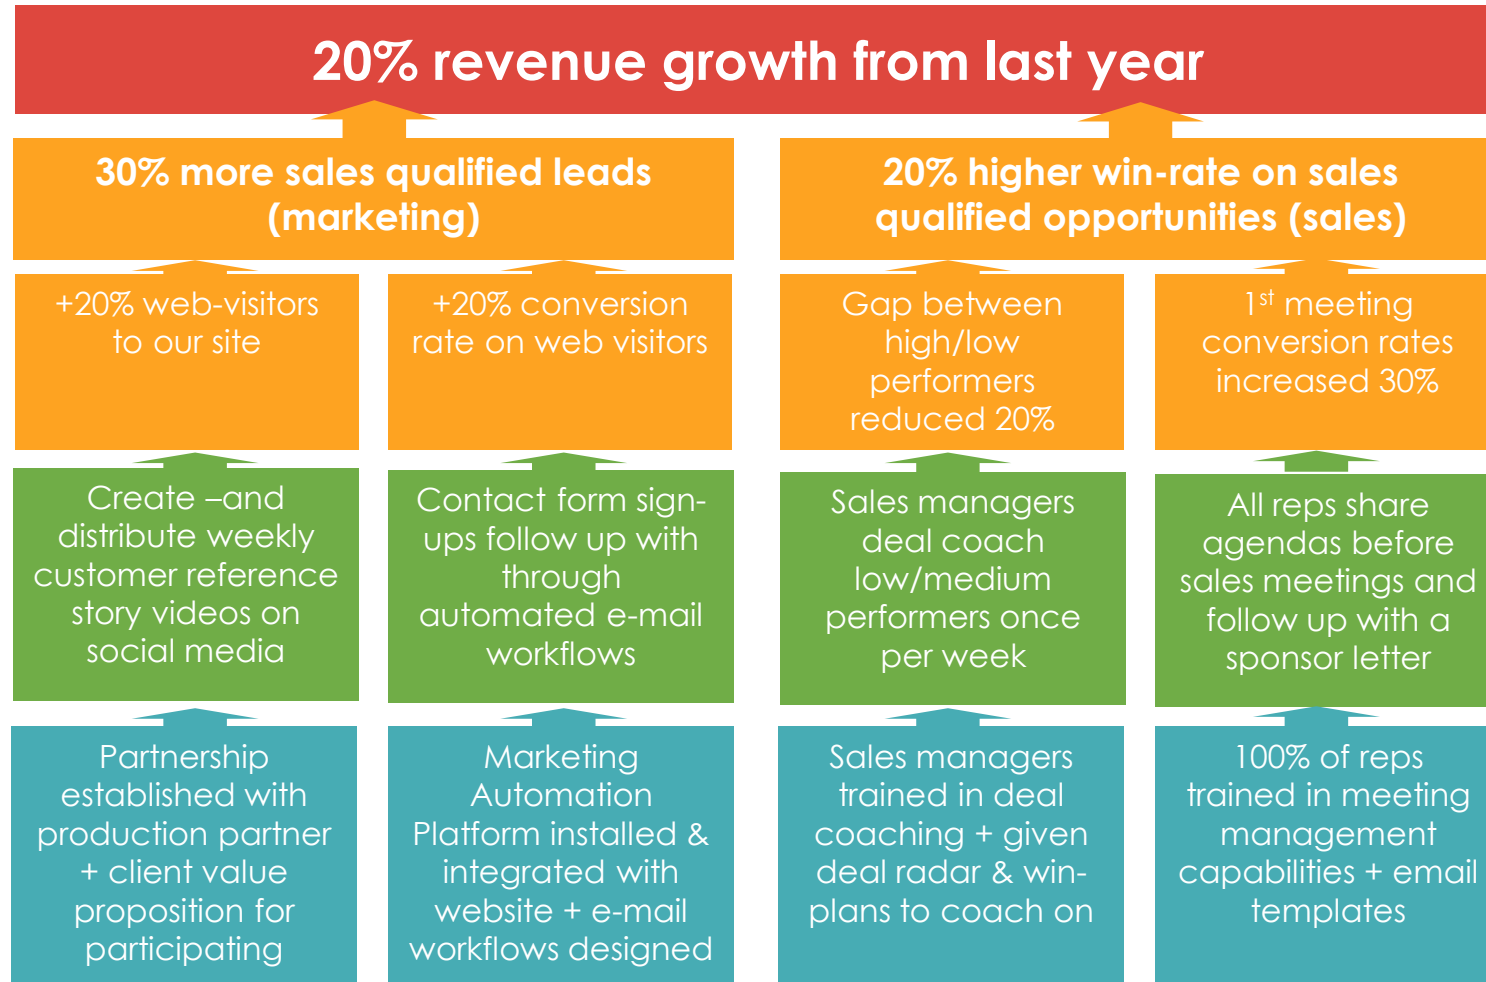 20% revenue growth from last year
30% more sales qualified leads
(marketing)
20% higher win-rate on sales
qualified opportunities (sales)
+20% web-visitors
to our site
+20% conversion
rate on web visitors
Gap between
high/low
performers
reduced 20%
1st meeting
conversion rates
increased 30%
Create –and
distribute weekly
customer reference
story videos on
social media
Contact form sign-
ups follow up with
through
automated e-mail
workflows
Sales managers
deal coach
low/medium
performers once
per week
All reps share
agendas before
sales meetings and
follow up with a
sponsor letter
Partnership
established with
production partner
+ client value
proposition for
participating
Marketing
Automation
Platform installed &
integrated with
website + e-mail
workflows designed
Sales managers
trained in deal
coaching + given
deal radar & win-
plans to coach on
100% of reps
trained in meeting
management
capabilities + email
templates